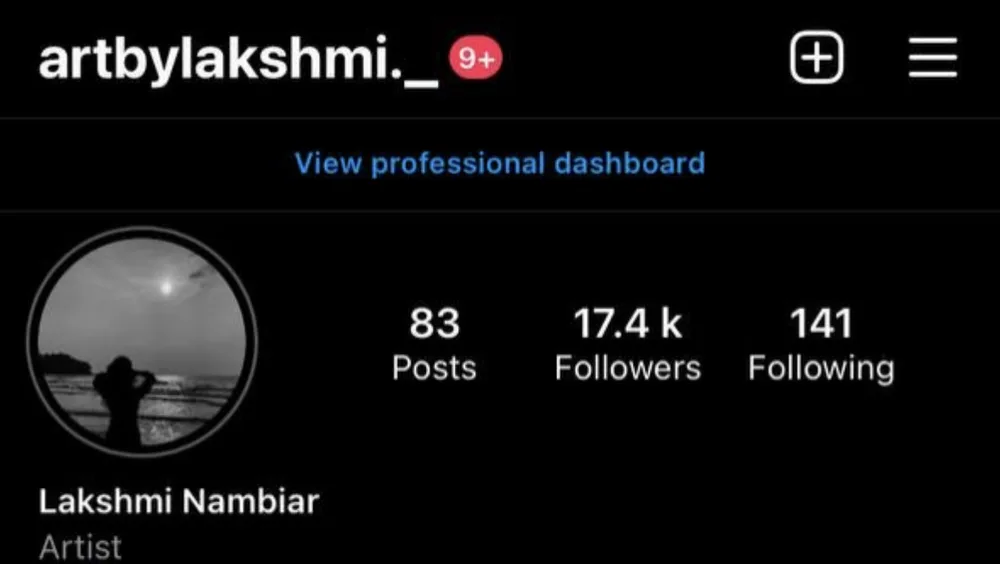 artbylakshmi._ 9+
View professional dashboard
83 17.4 k 141
Posts Followers Following
Lakshmi Nambiar
Artist